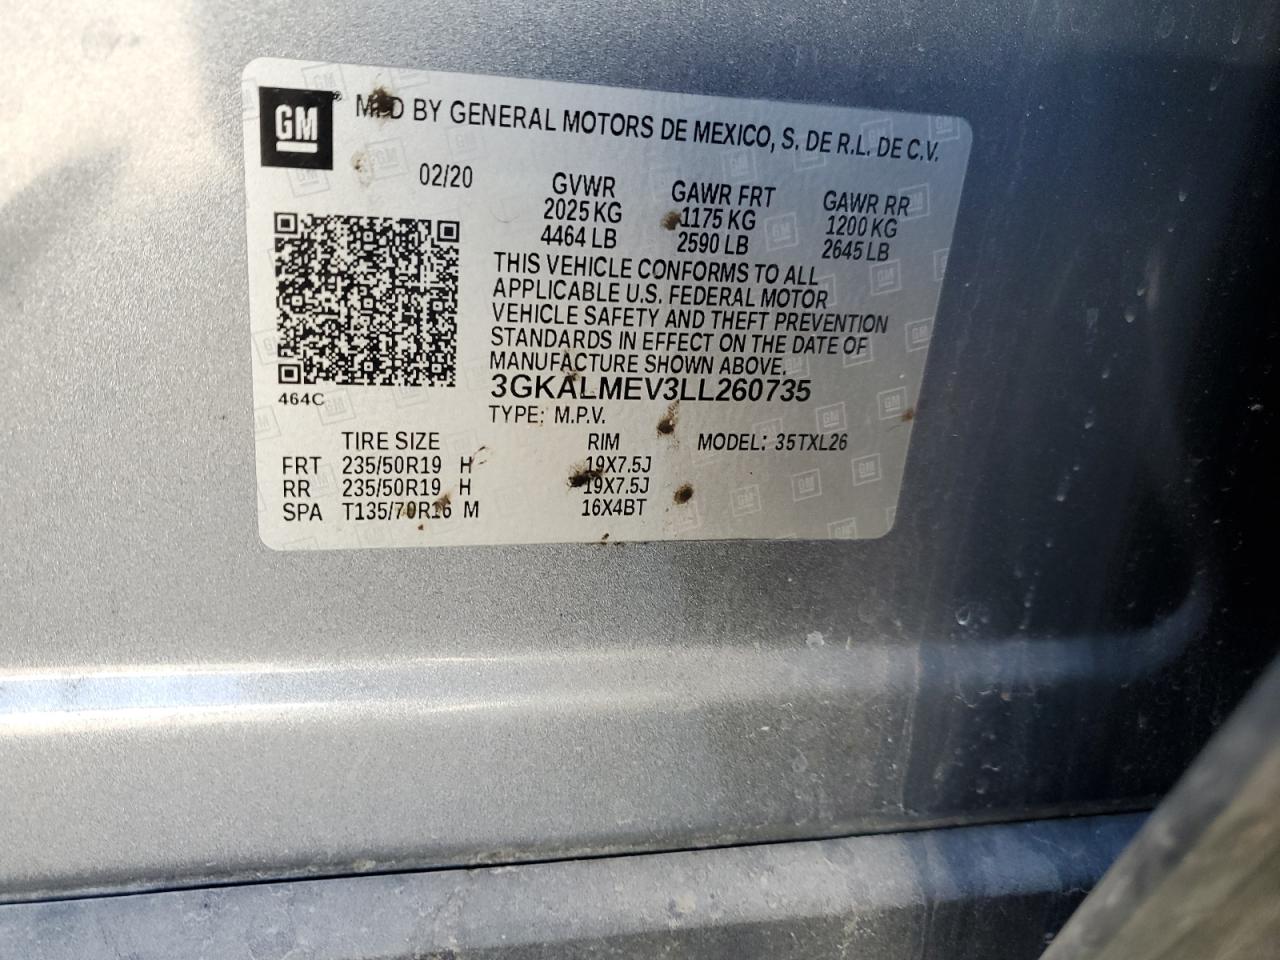 GM ® MFD BY GENERAL MOTORS DE MEXICO, S. DE R.L. DE C.V.
02/20 GVWR GAWR FRT GAWR RR
2025 KG 1175 KG 1200 KG
4464 LB 2590 LB 2645 LB
THIS VEHICLE CONFORMS TO ALL
APPLICABLE U.S. FEDERAL MOTOR
VEHICLE SAFETY AND THEFT PREVENTION
STANDARDS IN EFFECT ON THE DATE OF
MANUFACTURE SHOWN ABOVE.
464C
3GKALMEV3LL260735
TYPE: M.P.V.
TIRE SIZE RIM MODEL: 35TXL26
FRT 235/50R19 H 19X7.5J
RR 235/50R19 H 19X7.5J
SPA T135/70R16 M 16X4BT